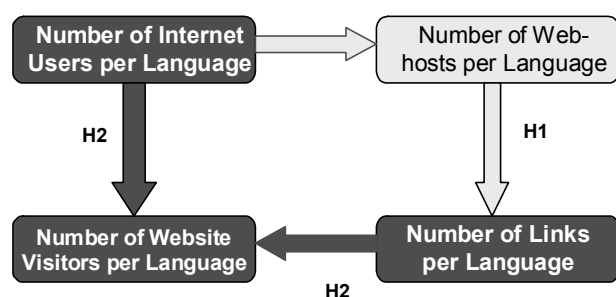 Number of Internet
Users per Language
Number of Web-
hosts per Language
H2
H1
Number of Website
Visitors per Language
Number of Links
per Language
H2